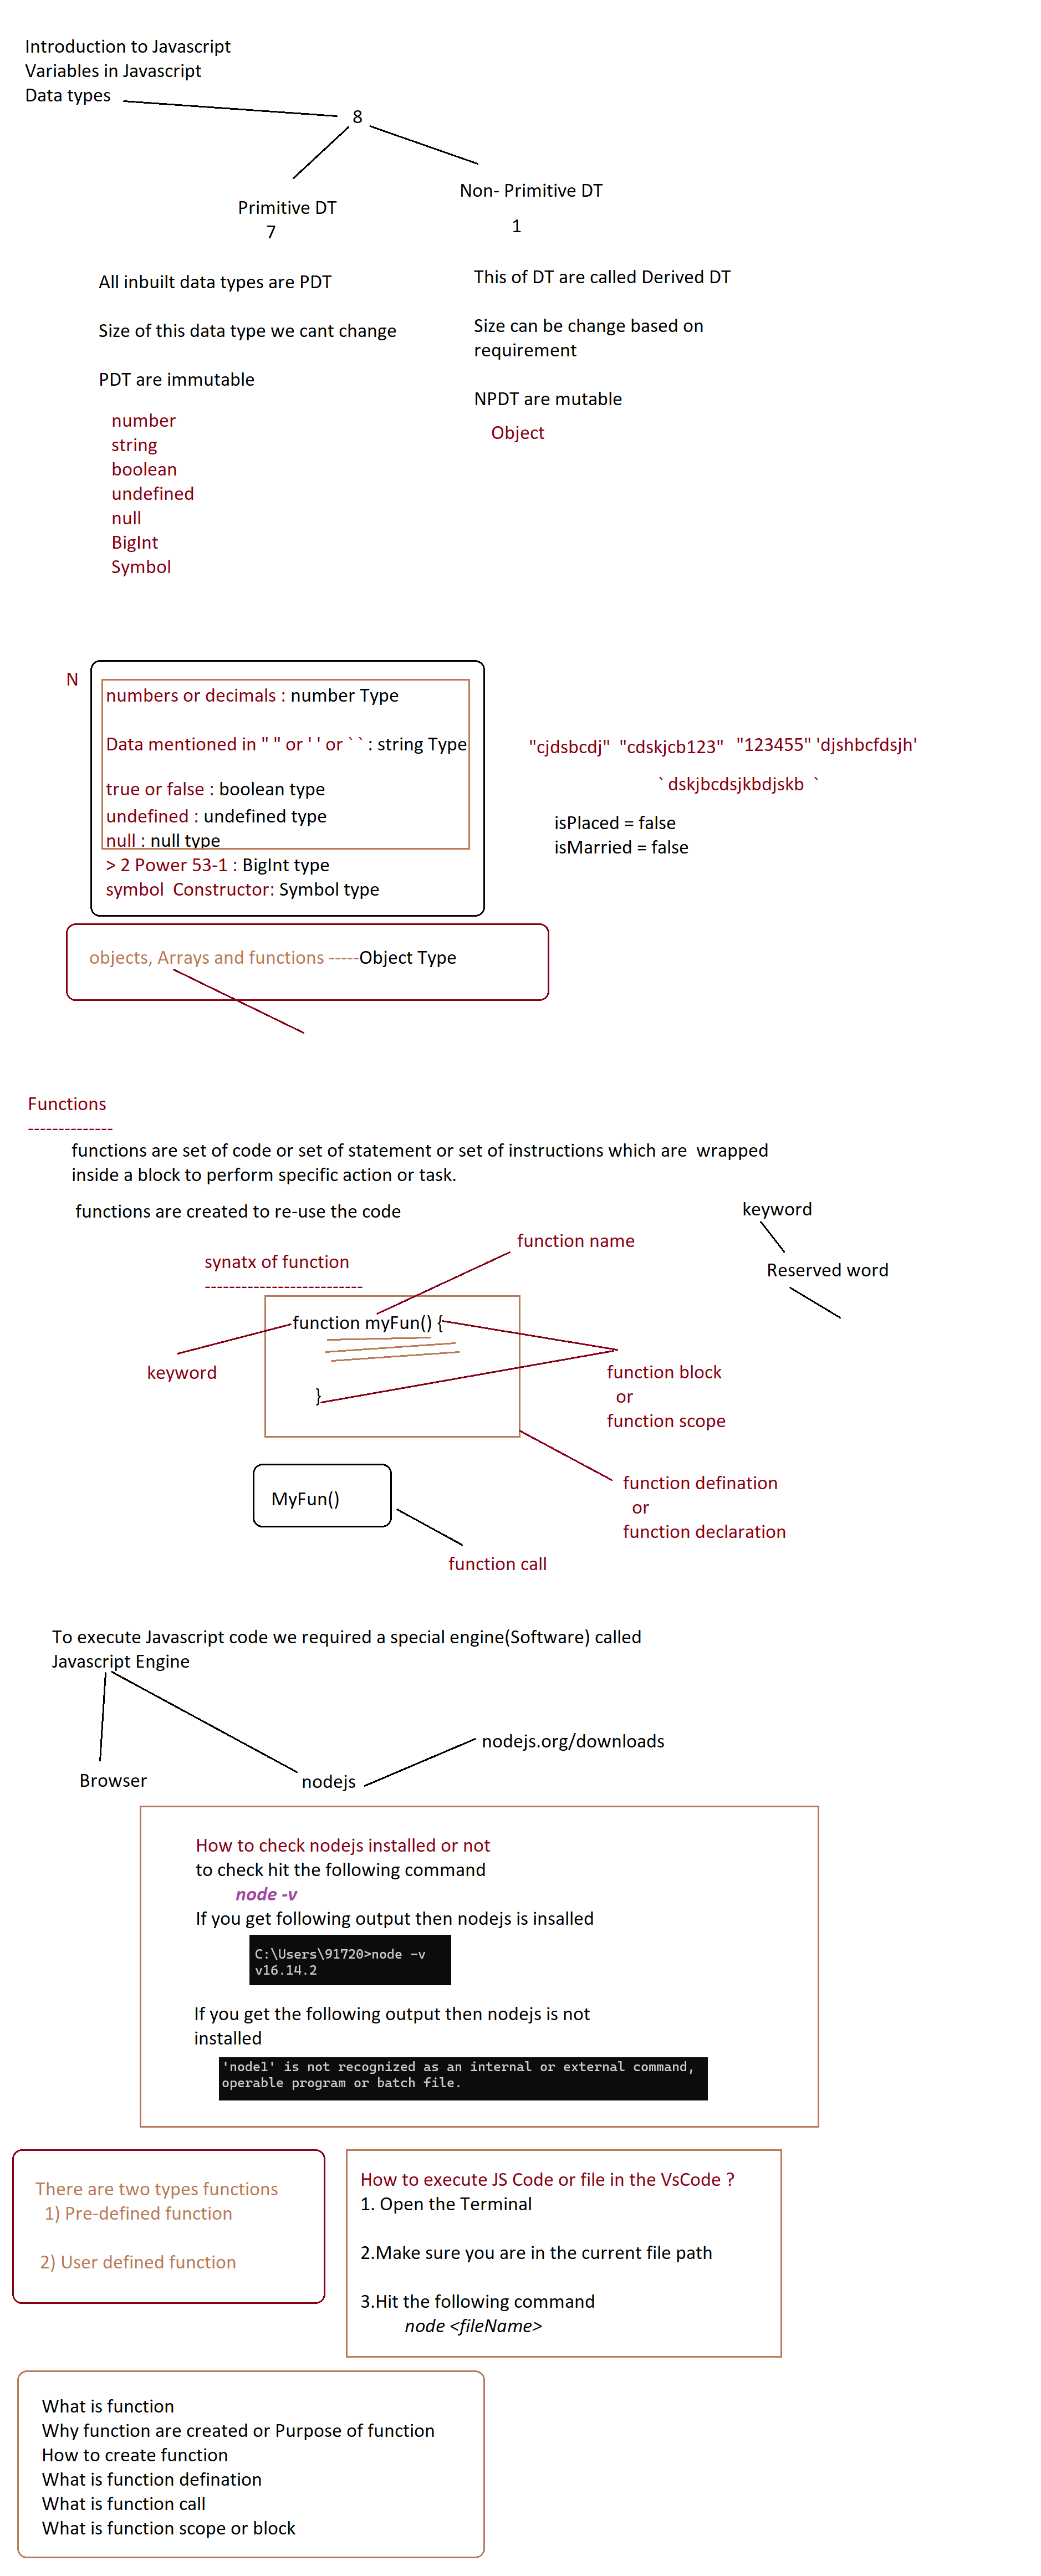 Introduction to Javascript
Variables in Javascript
Data types
8
Primitive DT
7
Non- Primitive DT
1
All inbuilt data types are PDT
Size of this data type we cant change
PDT are immutable
number
string
boolean
undefined
null
BigInt
Symbol
This of DT are called Derived DT
Size can be change based on
requirement
NPDT are mutable
Object
N
numbers or decimals : number Type
Data mentioned in " " or ' ' or ` ` : string Type
true or false : boolean type
undefined : undefined type
null : null type
> 2 Power 53-1 : BigInt type
symbol  Constructor: Symbol type
"cjdsbcdj"  "cdskjcb123"  "123455" 'djshbcfdsjh'
` dskjbcdsjkbdjskb  `
isPlaced = false
isMarried = false
objects, Arrays and functions -----Object Type
Functions
--------------
functions are set of code or set of statement or set of instructions which are  wrapped
inside a block to perform specific action or task.
functions are created to re-use the code
keyword
Reserved word
function name
synatx of function
--------------------------
function myFun() {
}
keyword
function block
or
function scope
function defination
or
function declaration
MyFun()
function call
To execute Javascript code we required a special engine(Software) called
Javascript Engine
Browser
nodejs
nodejs.org/downloads
How to check nodejs installed or not
to check hit the following command
node -v
If you get following output then nodejs is insalled
C:\Users\91720>node -v
v16.14.2
If you get the following output then nodejs is not
installed
'node1' is not recognized as an internal or external command,
operable program or batch file.
There are two types functions
1) Pre-defined function
2) User defined function
How to execute JS Code or file in the VsCode ?
1. Open the Terminal
2.Make sure you are in the current file path
3.Hit the following command
node <fileName>
What is function
Why function are created or Purpose of function
How to create function
What is function defination
What is function call
What is function scope or block